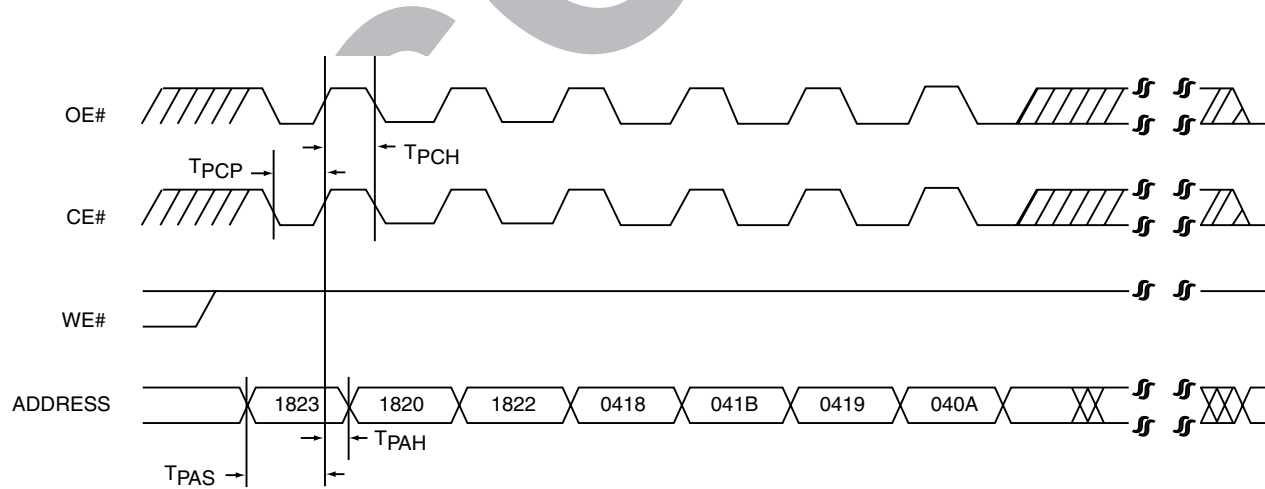 OE#
TPCH
TPCP
CE#
WE#
ADDRESS 1823 1820 1822 0418 041B 0419 040A
TPAH
TPAS